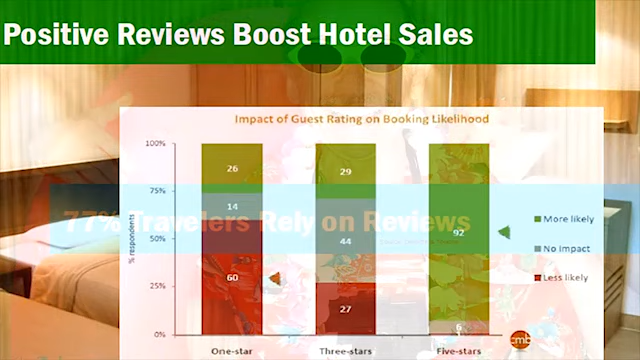 Positive Reviews Boost Hotel Sales
Impact of Guest Rating on Booking Likelihood
100%
75%
50%
25%
0%
% respondents
26
14
60
29
44
27
92
6
77% Travelers Rely on Reviews
More likely
No impact
Less likely
cmb
One-star
Three-stars
Five-stars